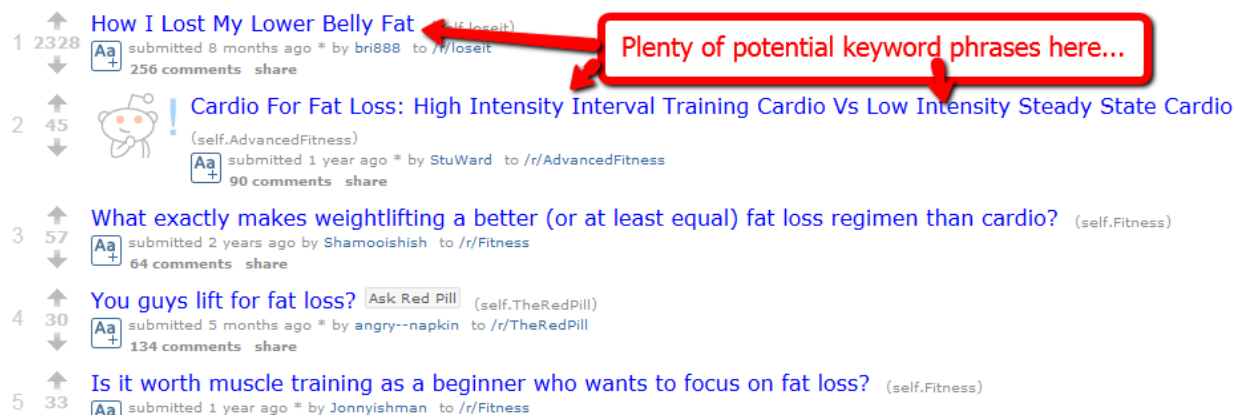 How I Lost My Lower Belly Fat (self.loseit)
Plenty of potential keyword phrases here...
1 2328 Aa+ submitted 8 months ago * by bri888 to /r/loseit
256 comments share
Cardio For Fat Loss: High Intensity Interval Training Cardio Vs Low Intensity Steady State Cardio
2 45 (self.AdvancedFitness)
Aa+ submitted 1 year ago * by StuWard to /r/AdvancedFitness
90 comments share
What exactly makes weightlifting a better (or at least equal) fat loss regimen than cardio? (self.Fitness)
3 57 Aa+ submitted 2 years ago by Shamooishish to /r/Fitness
64 comments share
You guys lift for fat loss? Ask Red Pill (self.TheRedPill)
4 30 Aa+ submitted 5 months ago * by angry--napkin to /r/TheRedPill
134 comments share
Is it worth muscle training as a beginner who wants to focus on fat loss? (self.Fitness)
5 33 Aa submitted 1 year ago * by Jonnyishman to /r/Fitness